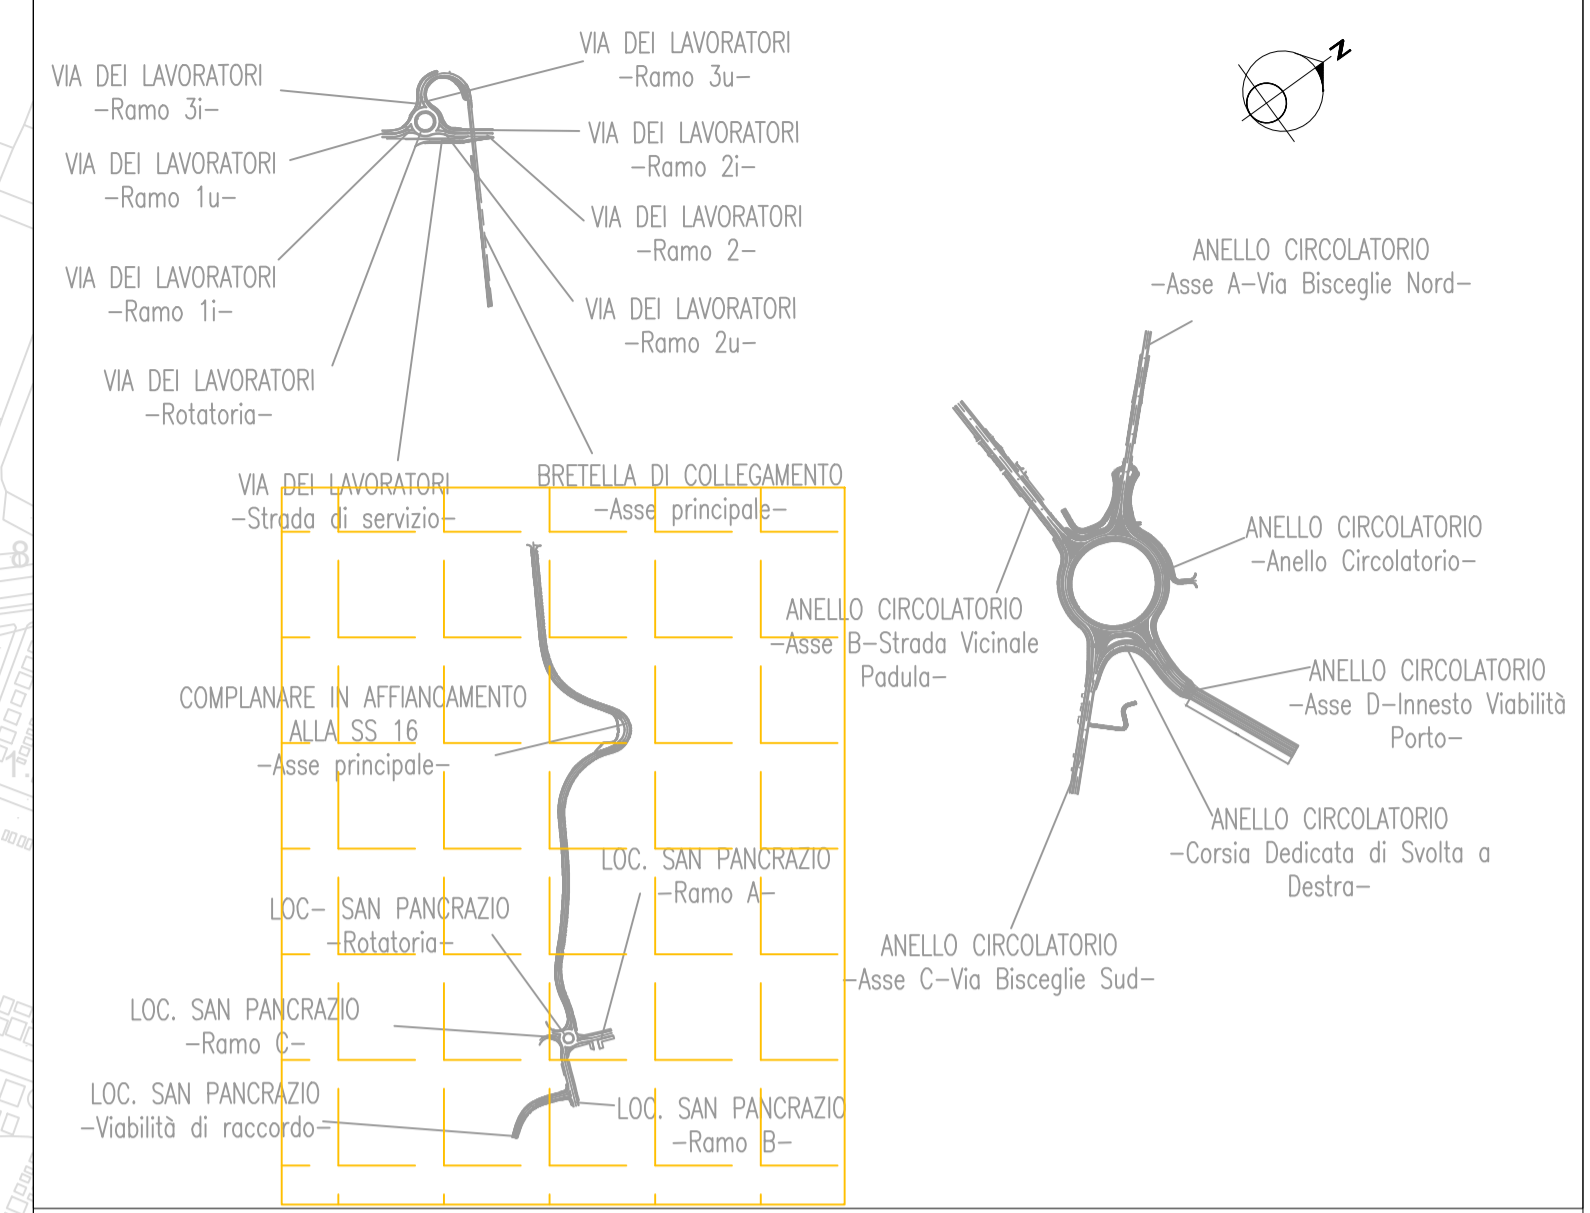 VIA DEI LAVORATORI
-Ramo 3u-
N
VIA DEI LAVORATORI
-Ramo 3i-
VIA DEI LAVORATORI
-Ramo 2i-
VIA DEI LAVORATORI
-Ramo 1u-
VIA DEI LAVORATORI
-Ramo 2-
VIA DEI LAVORATORI
-Ramo 1i-
VIA DEI LAVORATORI
-Ramo 2u-
VIA DEI LAVORATORI
-Rotatoria-
VIA DEI LAVORATORI
-Strada di servizio-
BRETELLA DI COLLEGAMENTO
-Asse principale-
ANELLO CIRCOLATORIO
-Asse A-Via Bisceglie Nord-
ANELLO CIRCOLATORIO
-Anello Circolatorio-
8
ANELLO CIRCOLATORIO
-Asse B-Strada Vicinale
Padula-
ANELLO CIRCOLATORIO
-Asse D-Innesto Viabilità
Porto-
COMPLANARE IN AFFIANCAMENTO
ALLA SS 16
-Asse principale-
ANELLO CIRCOLATORIO
-Corsia Dedicata di Svolta a
Destra-
LOC. SAN PANCRAZIO
-Ramo A-
LOC- SAN PANCRAZIO
-Rotatoria-
ANELLO CIRCOLATORIO
-Asse C-Via Bisceglie Sud-
LOC. SAN PANCRAZIO
-Ramo C-
LOC. SAN PANCRAZIO
-Viabilità di raccordo-
LOC. SAN PANCRAZIO
-Ramo B-